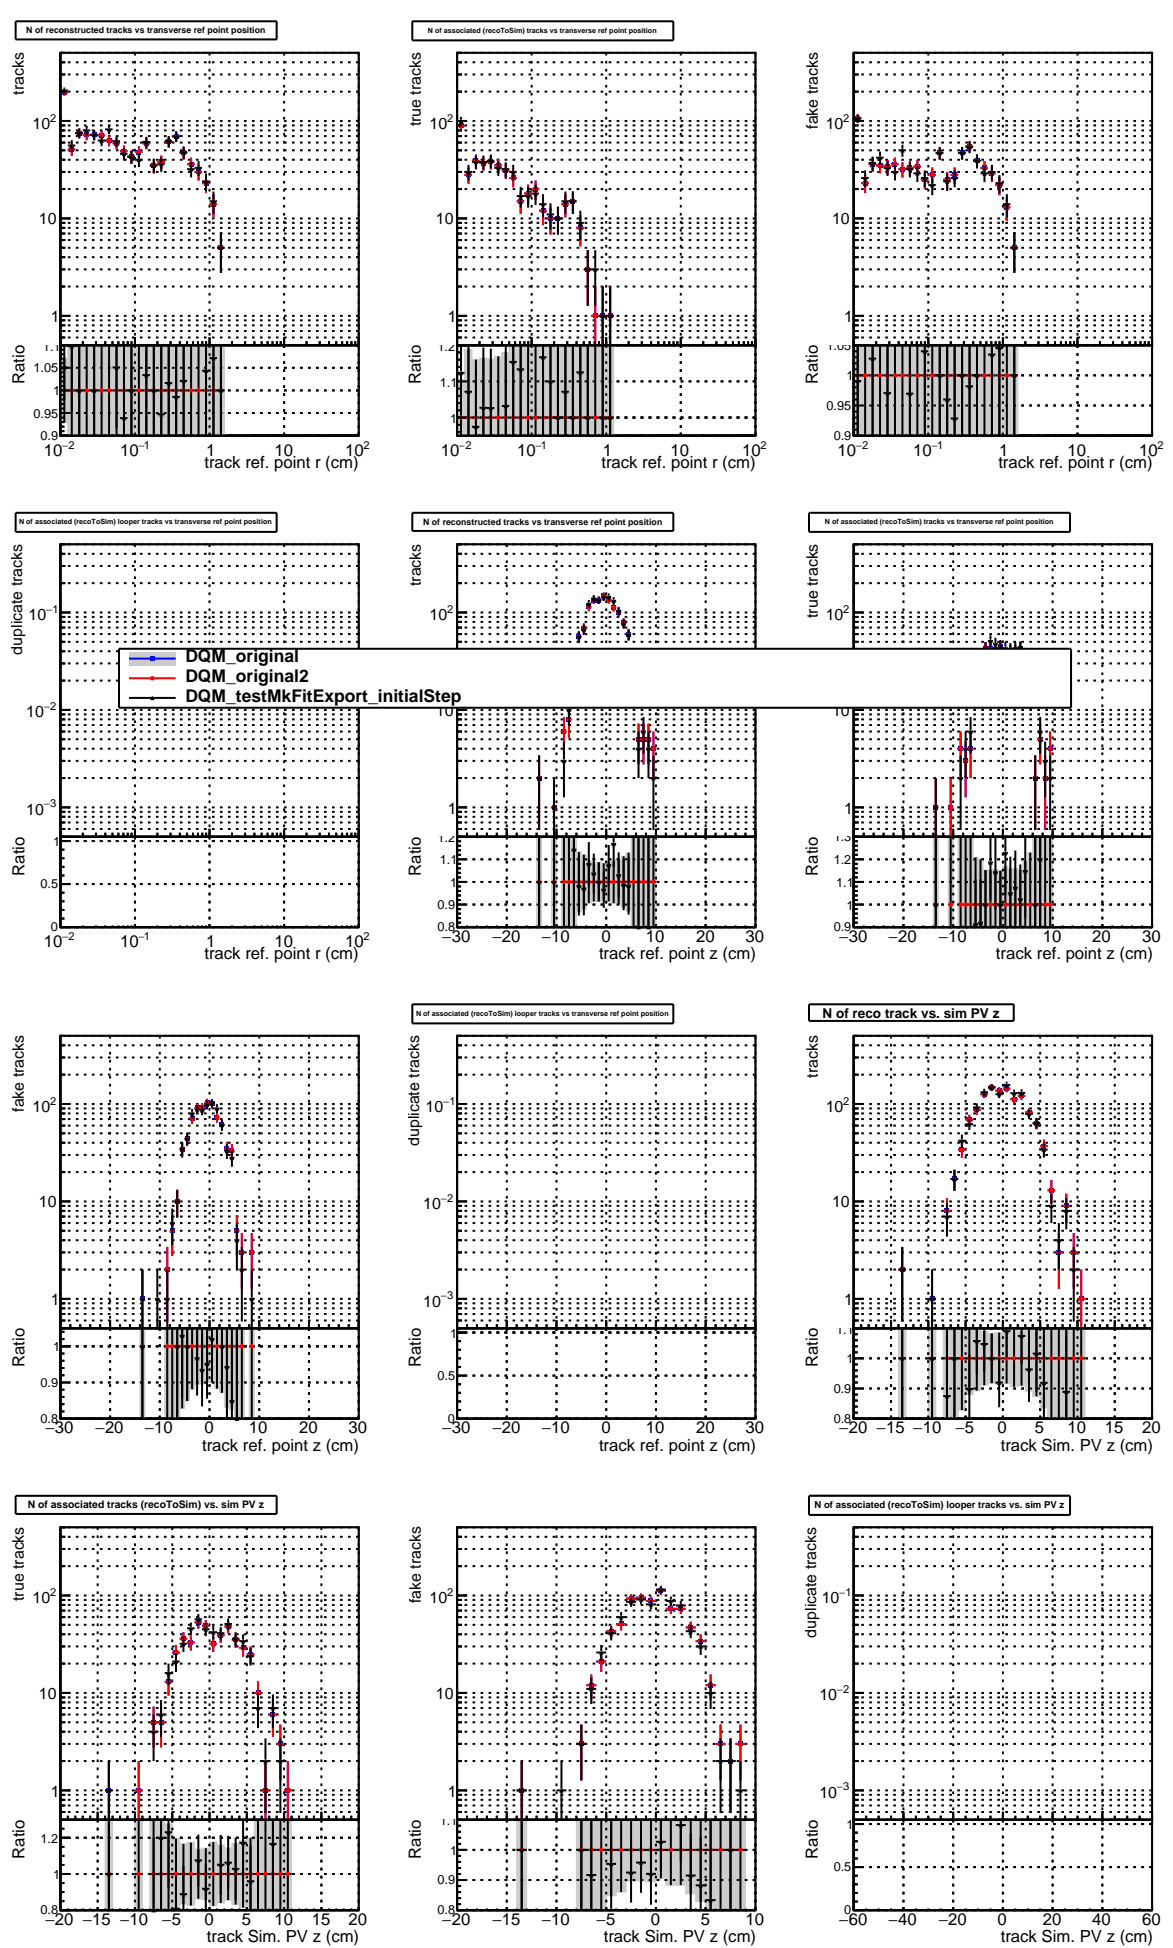 N of reconstructed tracks vs transverse ref point position
tracks
10²
10
1
Ratio
1.1
1.05
1
0.95
0.9
10⁻² 10⁻¹ 1 10 10²
track ref. point r (cm)
N of associated (recoToSim) tracks vs transverse ref point position
true tracks
10²
10
1
Ratio
1.2
1.1
1
10⁻² 10⁻¹ 1 10 10²
track ref. point r (cm)
fake tracks
10²
10
1
Ratio
1.05
1
0.95
0.9
10⁻² 10⁻¹ 1 10 10²
track ref. point r (cm)
N of associated (recoToSim) looper tracks vs transverse ref point position
duplicate tracks
10⁻¹
10⁻²
10⁻³
Ratio
1
0.5
0
10⁻² 10⁻¹ 1 10 10²
track ref. point r (cm)
N of reconstructed tracks vs transverse ref point position
tracks
10²
10
1
Ratio
1.2
1.1
1
0.9
0.8
−30 −20 −10 0 10 20 30
track ref. point z (cm)
N of associated (recoToSim) tracks vs transverse ref point position
true tracks
10²
10
1
Ratio
1.3
1.2
1.1
1
0.9
−30 −20 −10 0 10 20 30
track ref. point z (cm)
DQM_original
DQM_original2
DQM_testMkFitExport_initialStep
fake tracks
10²
10
1
Ratio
1
0.9
0.8
−30 −20 −10 0 10 20 30
track ref. point z (cm)
N of associated (recoToSim) looper tracks vs transverse ref point position
duplicate tracks
10⁻¹
10⁻²
10⁻³
Ratio
1
0.5
0
−30 −20 −10 0 10 20 30
track ref. point z (cm)
N of reco track vs. sim PV z
tracks
10²
10
1
Ratio
1.1
1
0.9
0.8
−20 −15 −10 −5 0 5 10 15 20
track Sim. PV z (cm)
N of associated tracks (recoToSim) vs. sim PV z
true tracks
10²
10
1
Ratio
1.2
1
0.8
−20 −15 −10 −5 0 5 10 15 20
track Sim. PV z (cm)
fake tracks
10²
10
1
Ratio
1.1
1
0.9
0.8
−20 −15 −10 −5 0 5 10
track Sim. PV z (cm)
N of associated (recoToSim) looper tracks vs. sim PV z
duplicate tracks
10⁻¹
10⁻²
10⁻³
Ratio
1
0.5
0
−60 −40 −20 0 20 40 60
track Sim. PV z (cm)